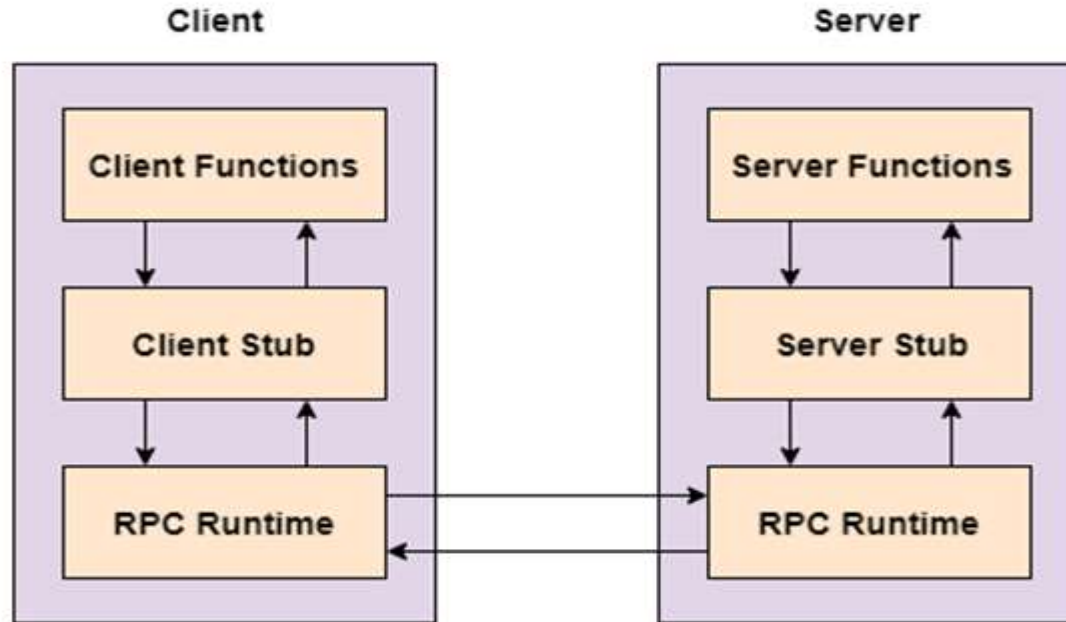 Client
Server
Client Functions
Server Functions
Client Stub
Server Stub
RPC Runtime
RPC Runtime